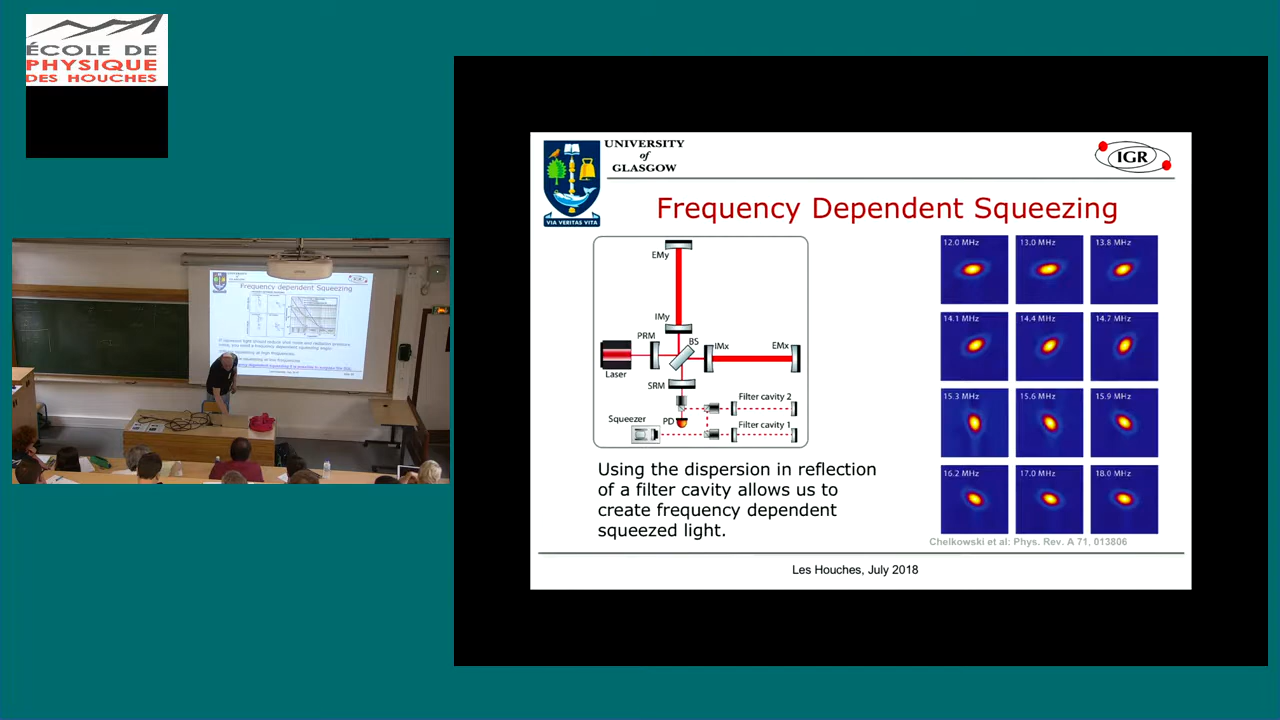 ÉCOLE DE
PHYSIQUE
DES HOUCHES
UNIVERSITY
of
GLASGOW
VIA VERITAS VITA
IGR
Frequency Dependent Squeezing
EMy
IMy
PRM
BS
IMx
EMx
Laser
SRM
Filter cavity 2
Squeezer
PD
Filter cavity 1
12.0 MHz
13.0 MHz
13.8 MHz
14.1 MHz
14.4 MHz
14.7 MHz
15.3 MHz
15.6 MHz
15.9 MHz
16.2 MHz
17.0 MHz
18.0 MHz
Using the dispersion in reflection
of a filter cavity allows us to
create frequency dependent
squeezed light.
Chelkowski et al: Phys. Rev. A 71, 013806
Les Houches, July 2018
Frequency dependent Squeezing